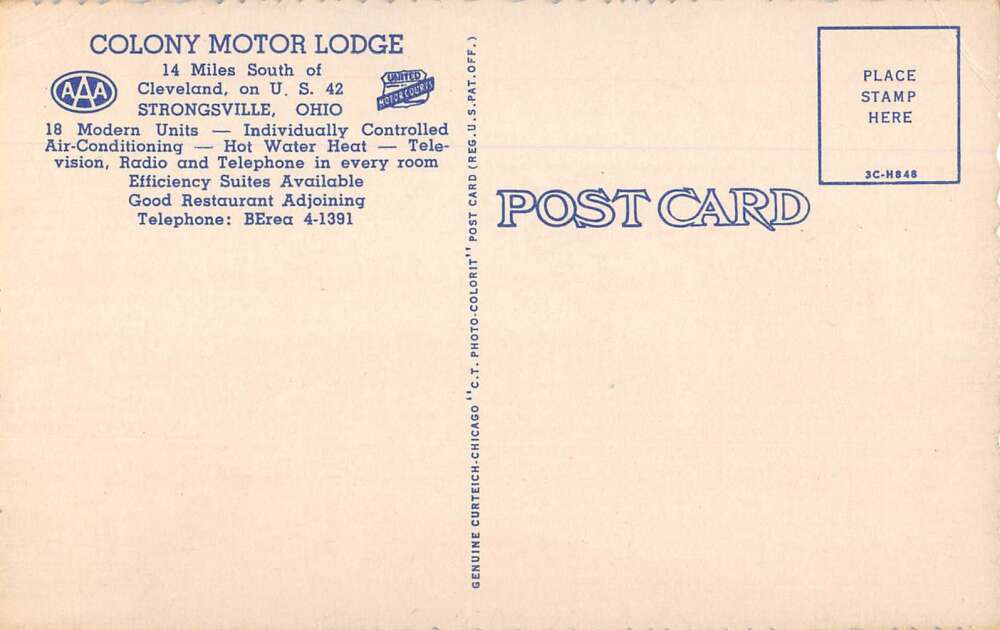 COLONY MOTOR LODGE
14 Miles South of
Cleveland, on U. S. 42
STRONGSVILLE, OHIO
AAA
UNITED
MOTOR COURTS
18 Modern Units — Individually Controlled
Air-Conditioning — Hot Water Heat — Tele-
vision, Radio and Telephone in every room
Efficiency Suites Available
Good Restaurant Adjoining
Telephone: BErea 4-1391
GENUINE CURTEICH-CHICAGO "C.T. PHOTO-COLORIT" POST CARD (REG. U.S. PAT. OFF.)
POST CARD
PLACE
STAMP
HERE
3C-H848